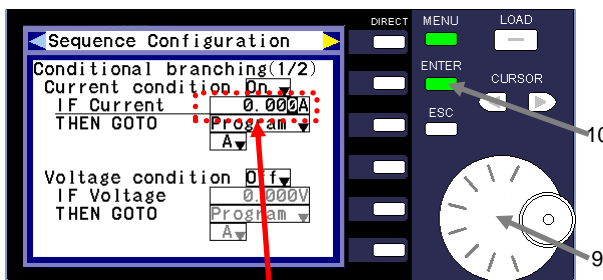 Sequence Configuration
Conditional branching(1/2)
Current condition On
IF Current 0.000A
THEN GOTO Program
A
Voltage condition Off
IF Voltage 0.000V
THEN GOTO Program
A
DIRECT
MENU
LOAD
ENTER
CURSOR
ESC
10
9